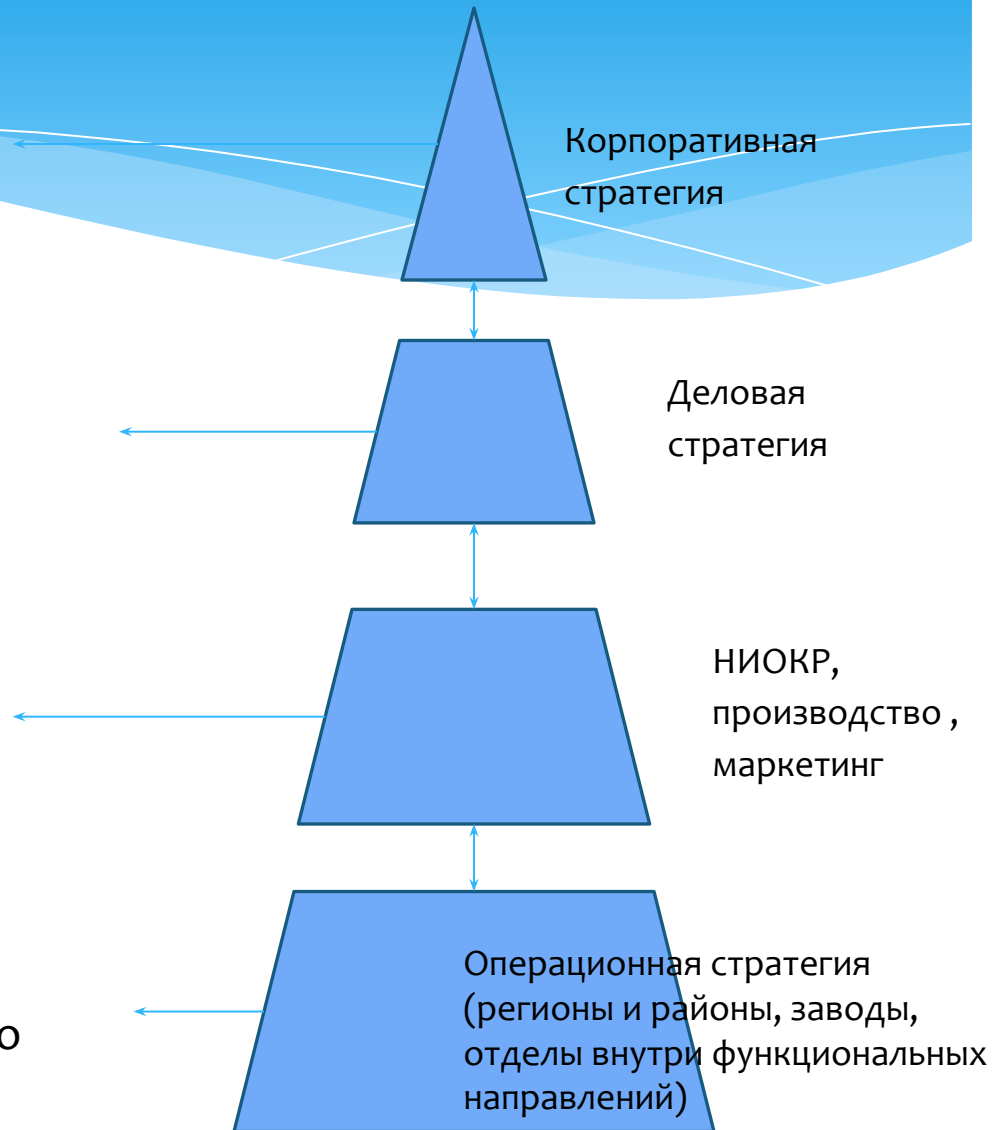 Корпоративная
стратегия
Деловая
стратегия
НИОКР,
производство ,
маркетинг
Операционная стратегия
(регионы и районы, заводы,
отделы внутри функциональных
направлений)
о